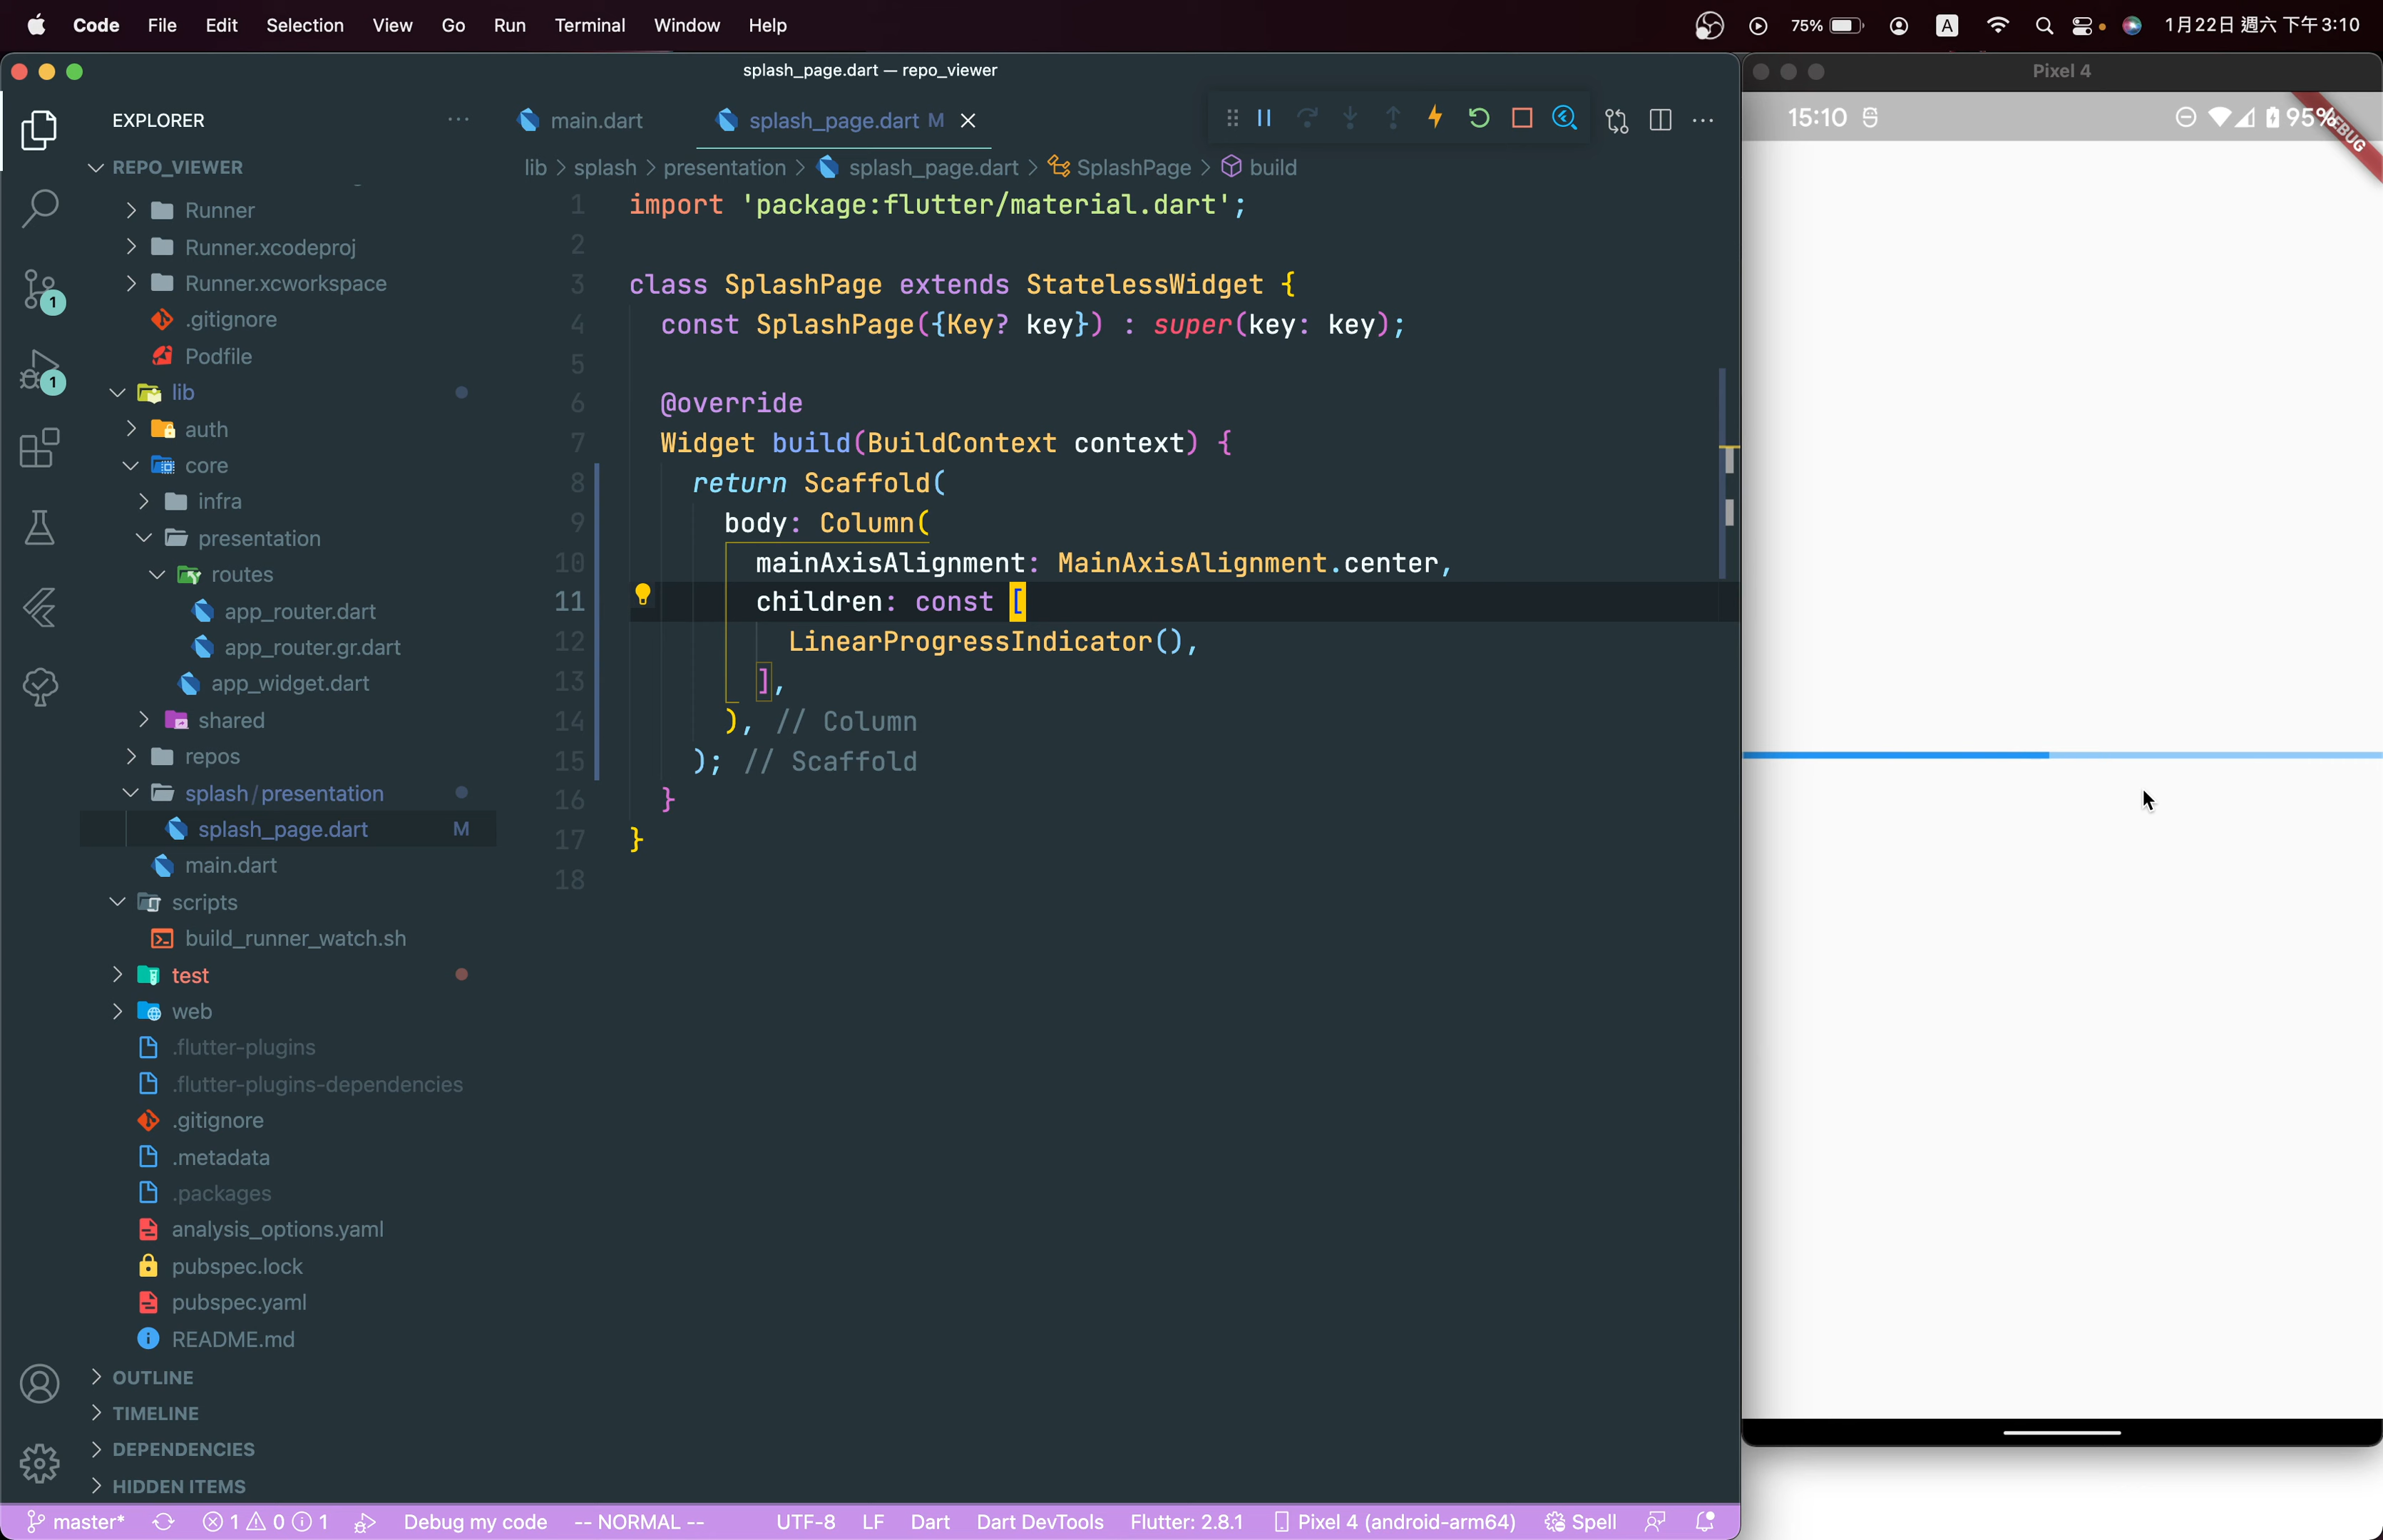 Code File Edit Selection View Go Run Terminal Window Help 75% A 1月22日 週六 下午3:10
splash_page.dart — repo_viewer
EXPLORER
main.dart
splash_page.dart M
REPO_VIEWER
lib > splash > presentation > splash_page.dart > SplashPage > build
Runner
Runner.xcodeproj
Runner.xcworkspace
.gitignore
Podfile
lib
auth
core
infra
presentation
routes
app_router.dart
app_router.gr.dart
app_widget.dart
shared
repos
splash/presentation
splash_page.dart M
main.dart
scripts
build_runner_watch.sh
test
web
.flutter-plugins
.flutter-plugins-dependencies
.gitignore
.metadata
.packages
analysis_options.yaml
pubspec.lock
pubspec.yaml
README.md
OUTLINE
TIMELINE
DEPENDENCIES
HIDDEN ITEMS
1
1
1 import 'package:flutter/material.dart';
2
3 class SplashPage extends StatelessWidget {
4 const SplashPage({Key? key}) : super(key: key);
5
6 @override
7 Widget build(BuildContext context) {
8 return Scaffold(
9 body: Column(
10 mainAxisAlignment: MainAxisAlignment.center,
11 children: const [
12 LinearProgressIndicator(),
13 ],
14 ), // Column
15 ); // Scaffold
16 }
17 }
18
master* 1 0 1 Debug my code -- NORMAL -- UTF-8 LF Dart Dart DevTools Flutter: 2.8.1 Pixel 4 (android-arm64) Spell
Pixel 4
15:10 95%